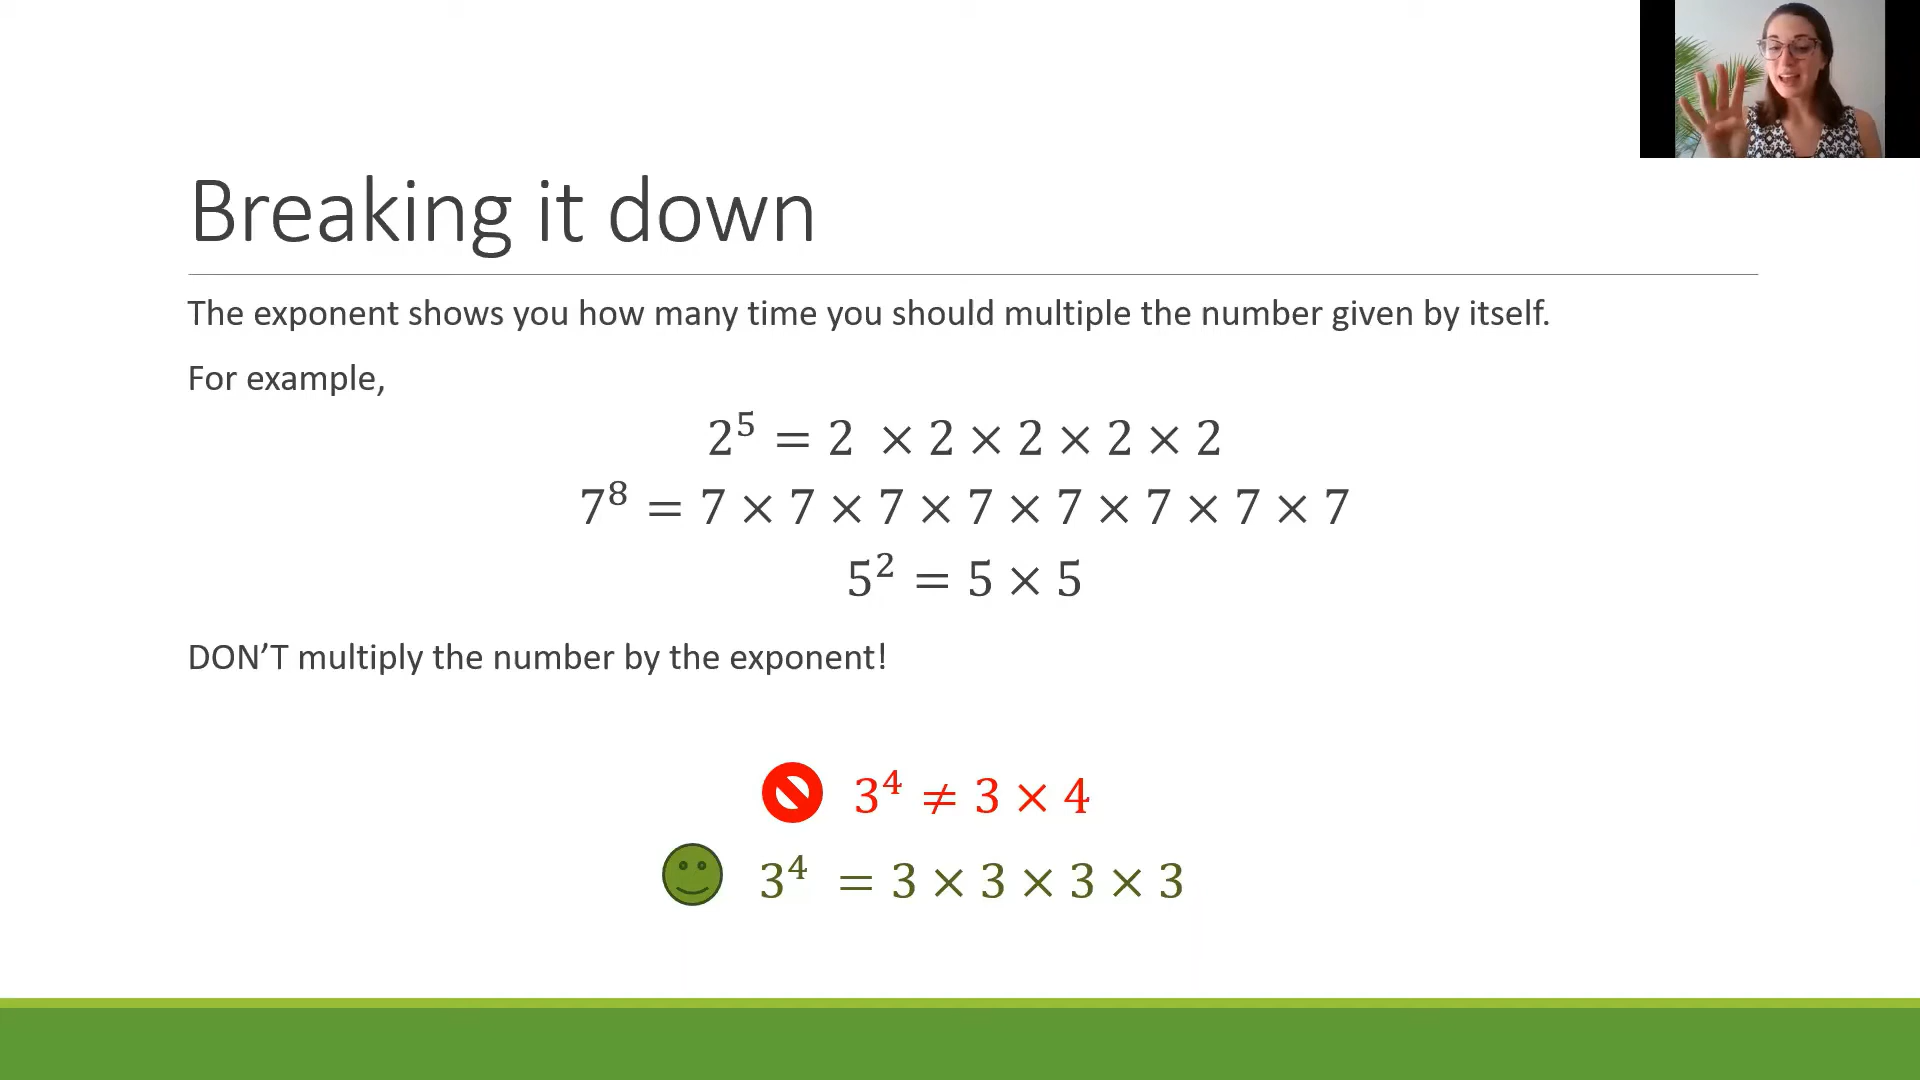 Breaking it down
The exponent shows you how many time you should multiple the number given by itself.
For example,
2⁵ = 2 × 2 × 2 × 2 × 2
7⁸ = 7 × 7 × 7 × 7 × 7 × 7 × 7 × 7
5² = 5 × 5
DON’T multiply the number by the exponent!
3⁴ ≠ 3 × 4
3⁴ = 3 × 3 × 3 × 3